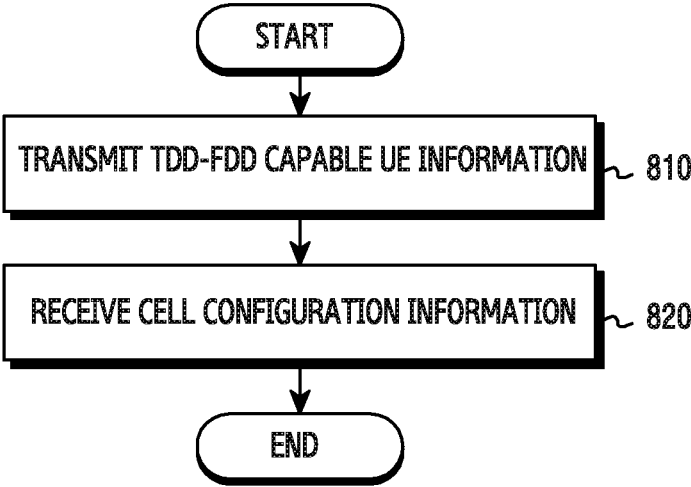 START
TRANSMIT TDD-FDD CAPABLE UE INFORMATION
810
RECEIVE CELL CONFIGURATION INFORMATION
820
END